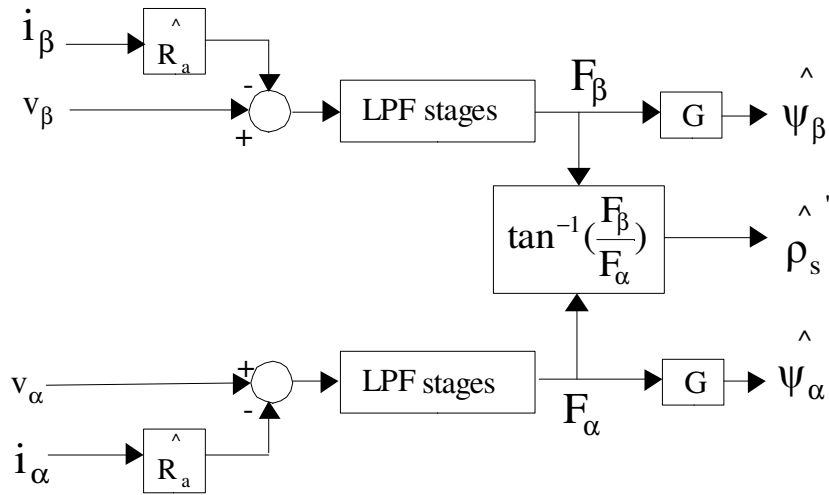 i_β
R̂_a
-
v_β
+
LPF stages
F_β
G
ψ̂_β
tan⁻¹(F_β/F_α)
ρ̂_s'
v_α
+
-
LPF stages
F_α
G
ψ̂_α
i_α
R̂_a